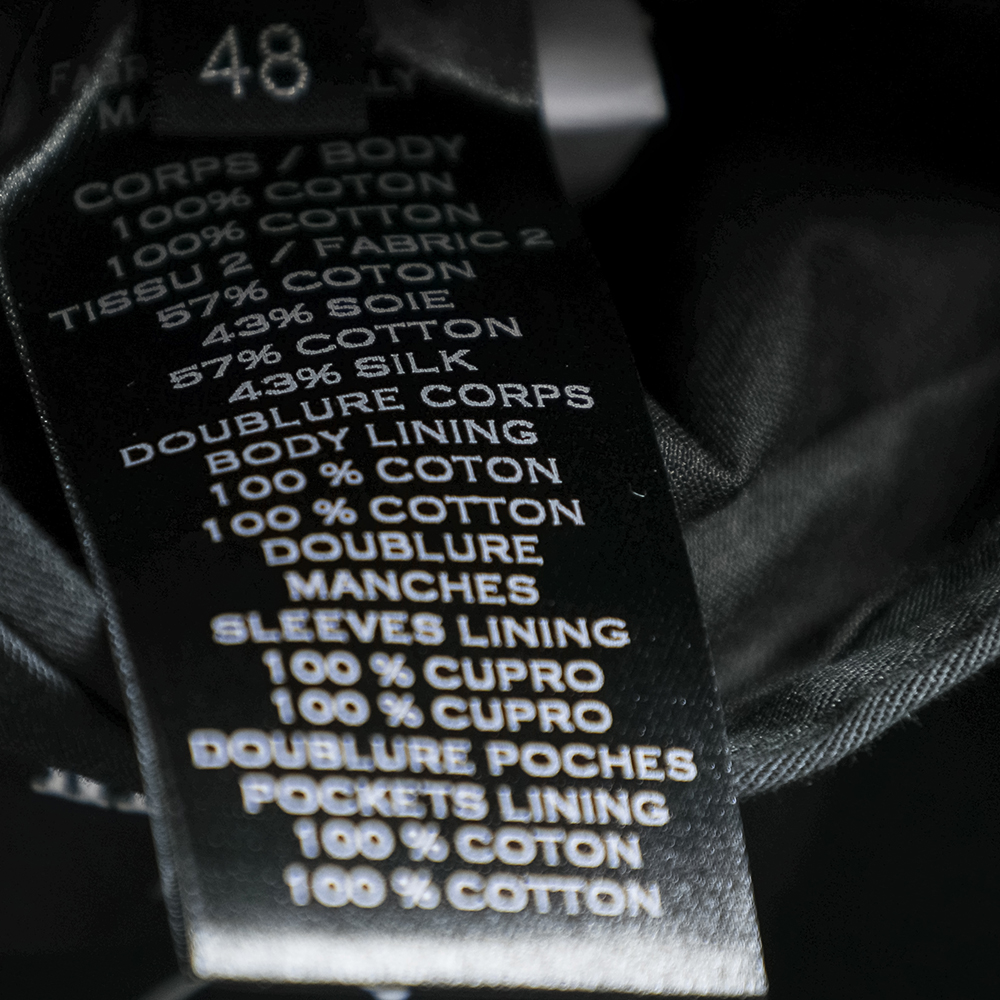 48
CORPS / BODY
100% COTON
100% COTTON
TISSU 2 / FABRIC 2
57% COTON
43% SOIE
57% COTTON
43% SILK
DOUBLURE CORPS
BODY LINING
100 % COTON
100 % COTTON
DOUBLURE
MANCHES
SLEEVES LINING
100 % CUPRO
100 % CUPRO
DOUBLURE POCHES
POCKETS LINING
100 % COTON
100 % COTTON